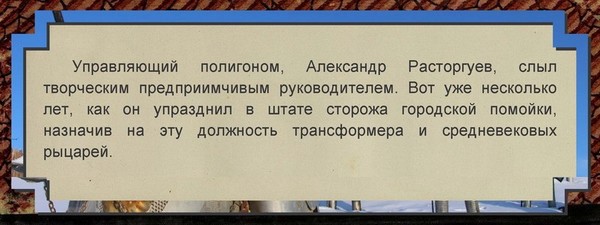 Управляющий полигоном, Александр Расторгуев, слыл
творческим предприимчивым руководителем. Вот уже несколько
лет, как он упразднил в штате сторожа городской помойки,
назначив на эту должность трансформера и средневековых
рыцарей.